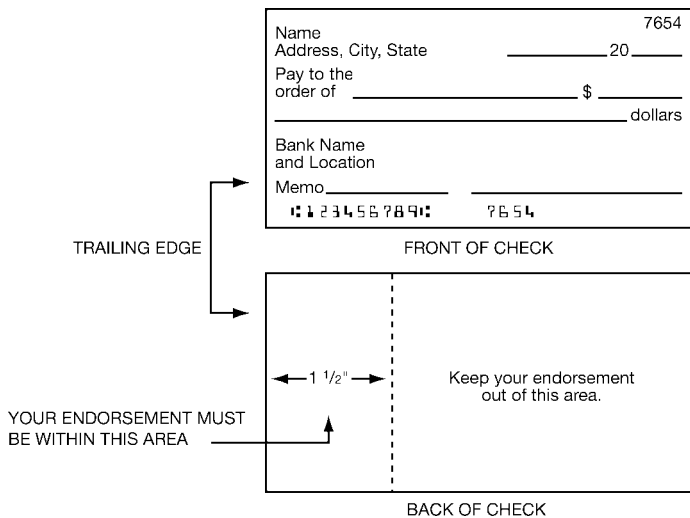 7654
Name
Address, City, State 20
Pay to the
order of $
dollars
Bank Name
and Location
Memo
⑆123456789⑆ 7654
TRAILING EDGE
FRONT OF CHECK
1 1/2"
Keep your endorsement
out of this area.
YOUR ENDORSEMENT MUST
BE WITHIN THIS AREA
BACK OF CHECK